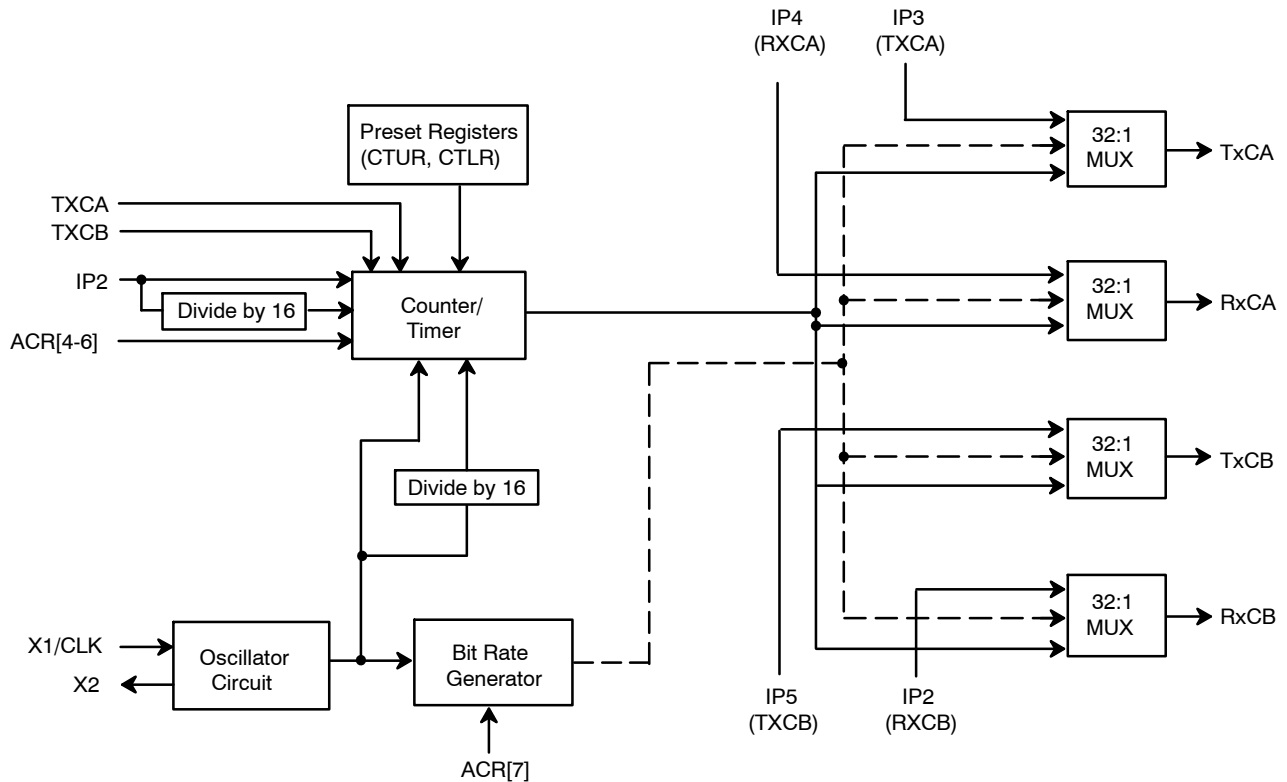 IP4
(RXCA)
IP3
(TXCA)
Preset Registers
(CTUR, CTLR)
32:1
MUX
TxCA
TXCA
TXCB
IP2
Divide by 16
ACR[4-6]
Counter/
Timer
32:1
MUX
RxCA
Divide by 16
32:1
MUX
TxCB
X1/CLK
X2
Oscillator
Circuit
Bit Rate
Generator
ACR[7]
32:1
MUX
RxCB
IP5
(TXCB)
IP2
(RXCB)